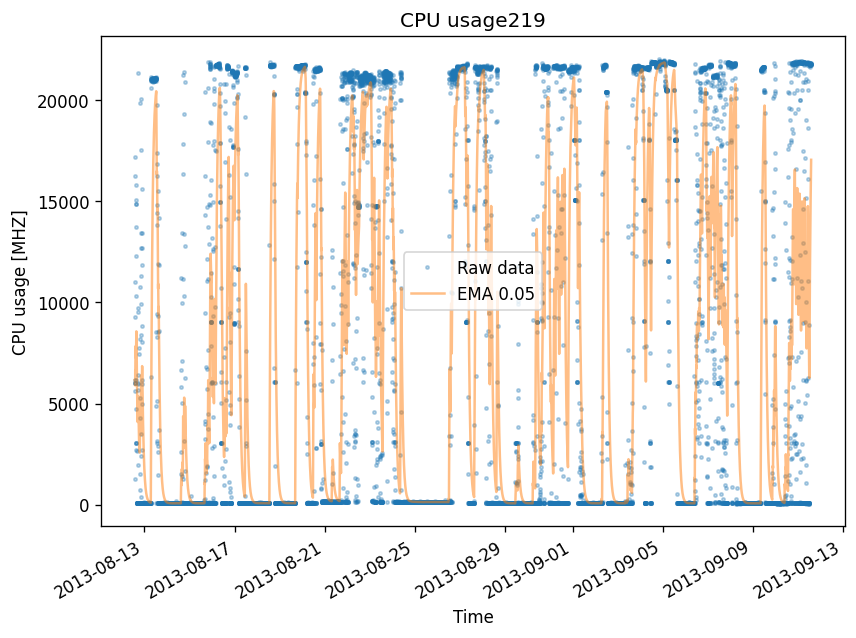 CPU usage219
CPU usage [MHZ]
20000
15000
10000
5000
0
Raw data
EMA 0.05
2013-08-13
2013-08-17
2013-08-21
2013-08-25
2013-08-29
2013-09-01
2013-09-05
2013-09-09
2013-09-13
Time